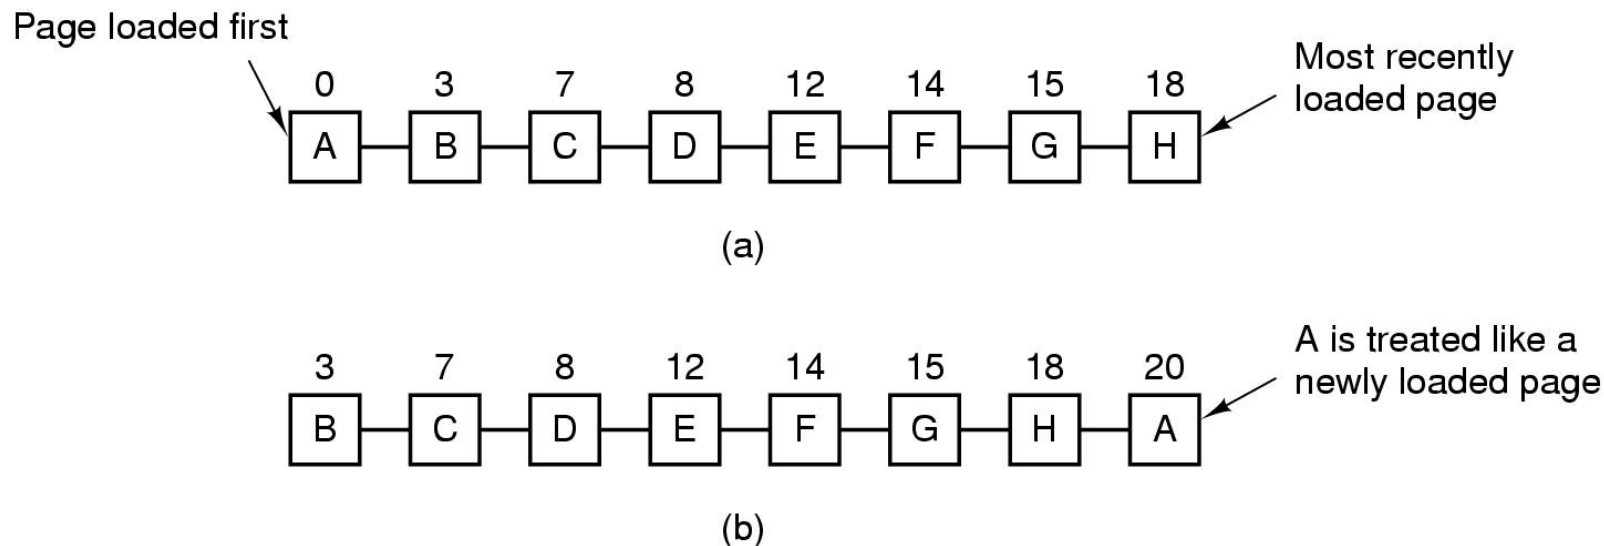 Page loaded first
Most recently
loaded page
0 3 7 8 12 14 15 18
A B C D E F G H
(a)
A is treated like a
newly loaded page
3 7 8 12 14 15 18 20
B C D E F G H A
(b)